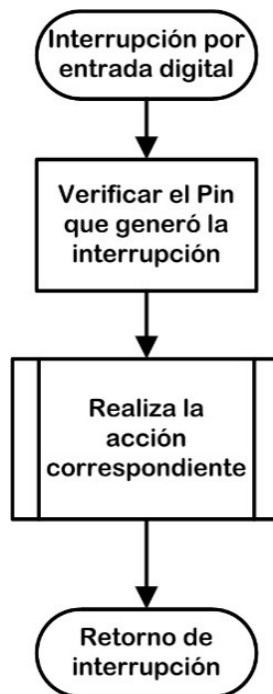 Interrupción por
entrada digital
Verificar el Pin
que generó la
interrupción
Realiza la
acción
correspondiente
Retorno de
interrupción